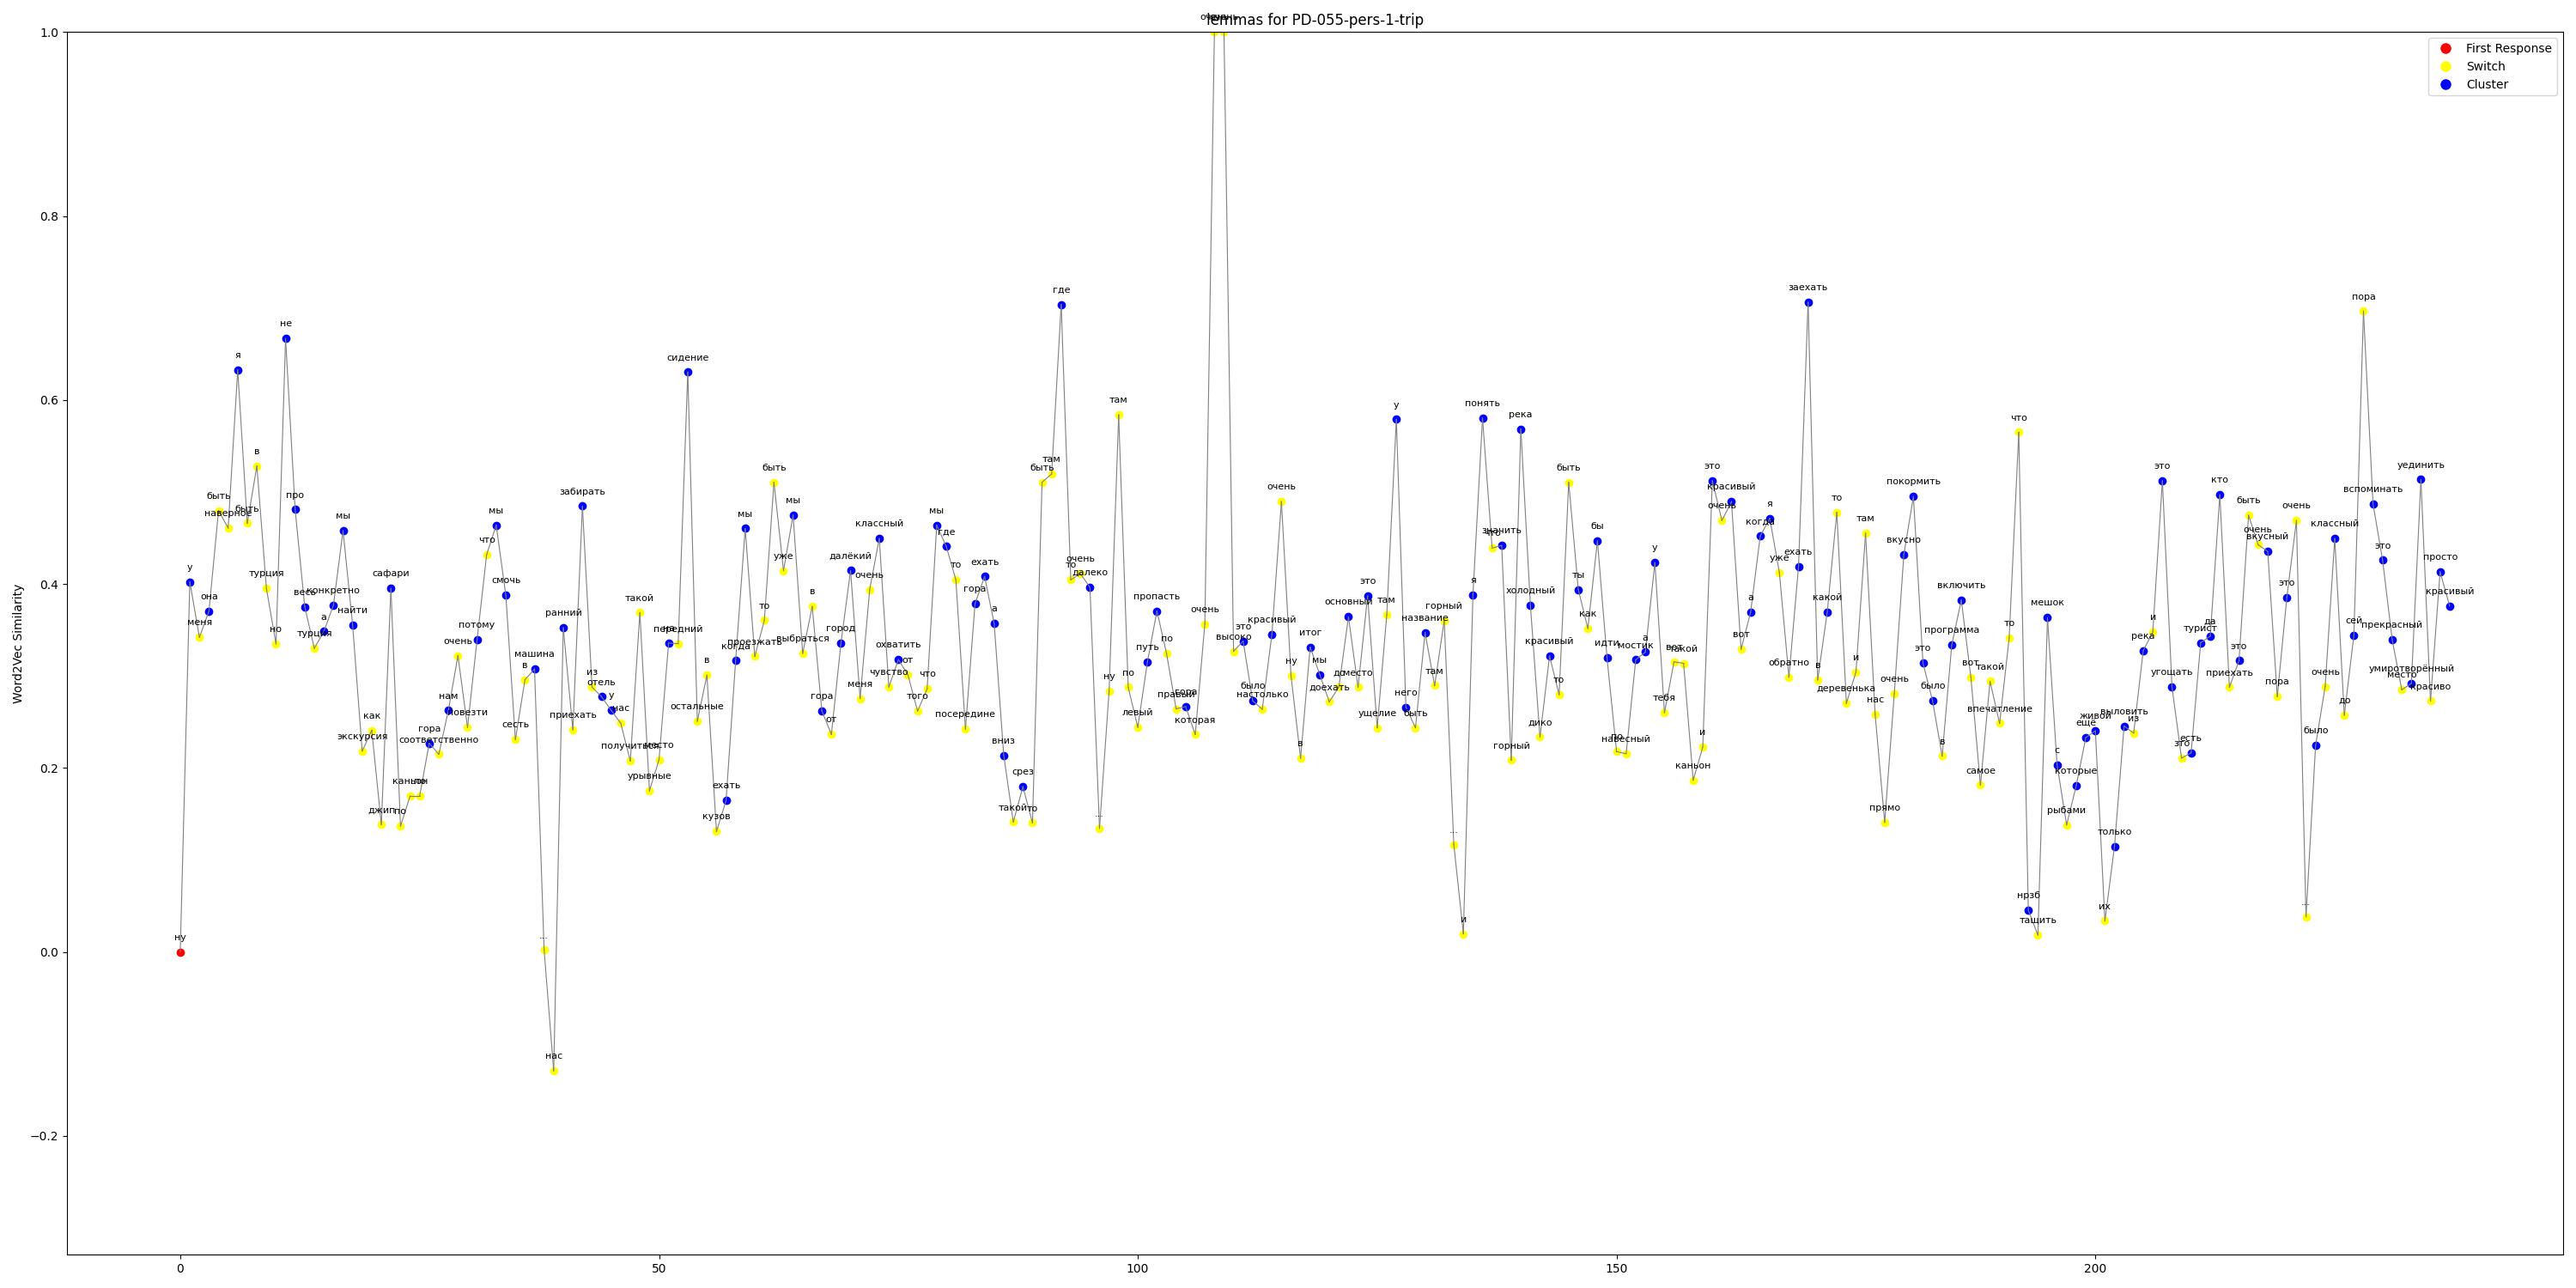 lemmas for PD-055-pers-1-trip
First Response
Switch
Cluster
Word2Vec Similarity
1.0
0.8
0.6
0.4
0.2
0.0
−0.2
0
50
100
150
200
ну
у
меня
она
быть
наверное
я
быть
в
турция
но
не
про
весь
турция
а
конкретно
мы
найти
экскурсия
как
джип
сафари
по
каньон
гора
соответственно
нам
очень
повезти
потому
что
мы
смочь
сесть
в
машина
...
нас
ранний
приехать
забирать
из
отель
у
нас
получиться
такой
урывные
место
передний
сидение
остальные
в
кузов
ехать
когда
мы
проезжать
то
быть
уже
мы
выбраться
в
гора
от
город
далёкий
меня
очень
классный
чувство
охватить
от
того
что
мы
где
то
посередине
гора
ехать
а
вниз
такой
срез
то
быть
там
где
то
очень
далеко
...
ну
там
по
левый
путь
пропасть
по
правый
гора
которая
очень
высоко
это
было
настолько
красивый
очень
ну
в
итог
мы
доехать
до
основный
место
это
ущелие
там
у
него
быть
название
там
горный
...
и
я
понять
что
значить
горный
река
холодный
дико
красивый
то
быть
ты
как
бы
идти
по
навесный
мостик
а
у
тебя
вот
такой
каньон
и
это
очень
красивый
вот
а
когда
я
уже
обратно
ехать
заехать
в
какой
то
деревенька
и
там
нас
прямо
очень
вкусно
покормить
это
было
в
программа
включить
вот
самое
такой
впечатление
то
что
нрзб
тащить
мешок
с
рыбами
которые
еще
живой
их
только
выловить
из
река
и
это
угощать
это
есть
турист
да
кто
приехать
это
быть
очень
вкусный
пора
это
очень
...
было
очень
классный
до
сей
пора
вспоминать
это
прекрасный
умиротворённый
место
уединить
красиво
просто
красивый